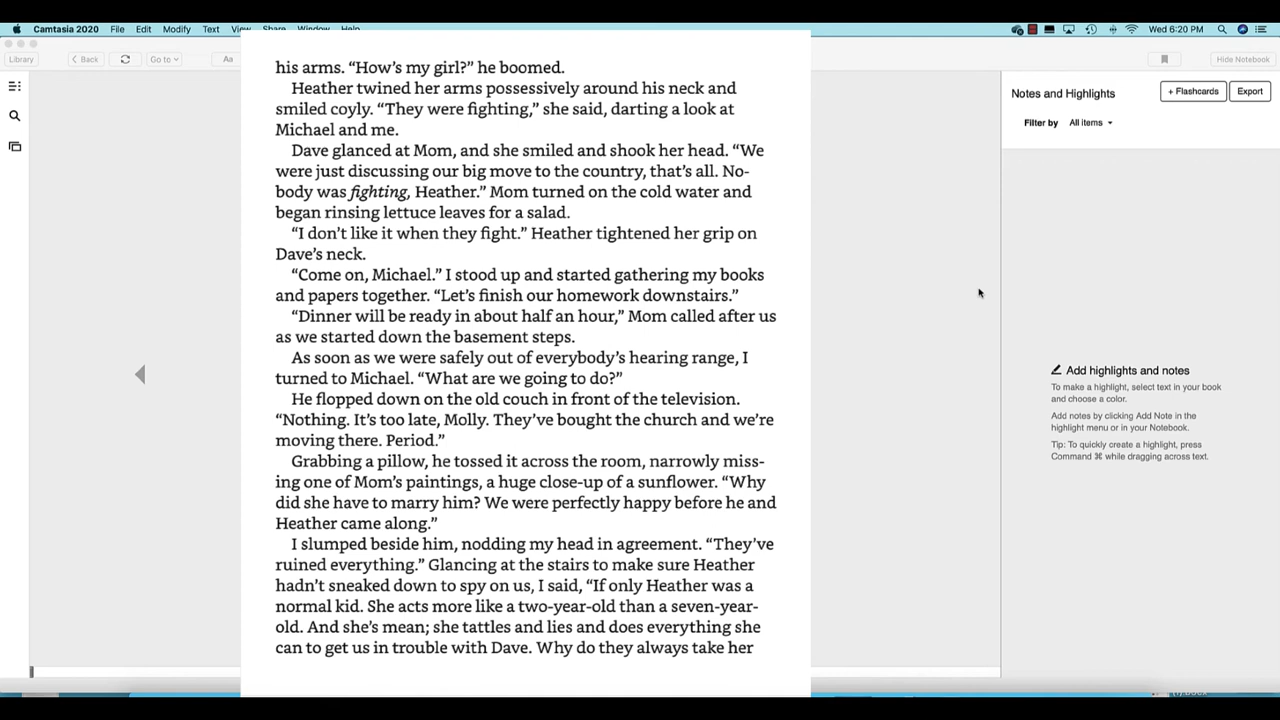 Camtasia 2020 File Edit Modify Text View Share Window Help Wed 6:20 PM
Library Back Go to Aa Hide Notebook
his arms. “How’s my girl?” he boomed.
Heather twined her arms possessively around his neck and
smiled coyly. “They were fighting,” she said, darting a look at
Michael and me.
Dave glanced at Mom, and she smiled and shook her head. “We
were just discussing our big move to the country, that’s all. No-
body was fighting, Heather.” Mom turned on the cold water and
began rinsing lettuce leaves for a salad.
“I don’t like it when they fight.” Heather tightened her grip on
Dave’s neck.
“Come on, Michael.” I stood up and started gathering my books
and papers together. “Let’s finish our homework downstairs.”
“Dinner will be ready in about half an hour,” Mom called after us
as we started down the basement steps.
As soon as we were safely out of everybody’s hearing range, I
turned to Michael. “What are we going to do?”
He flopped down on the old couch in front of the television.
“Nothing. It’s too late, Molly. They’ve bought the church and we’re
moving there. Period.”
Grabbing a pillow, he tossed it across the room, narrowly miss-
ing one of Mom’s paintings, a huge close-up of a sunflower. “Why
did she have to marry him? We were perfectly happy before he and
Heather came along.”
I slumped beside him, nodding my head in agreement. “They’ve
ruined everything.” Glancing at the stairs to make sure Heather
hadn’t sneaked down to spy on us, I said, “If only Heather was a
normal kid. She acts more like a two-year-old than a seven-year-
old. And she’s mean; she tattles and lies and does everything she
can to get us in trouble with Dave. Why do they always take her
Notes and Highlights
+ Flashcards
Export
Filter by All items
Add highlights and notes
To make a highlight, select text in your book
and choose a color.
Add notes by clicking Add Note in the
highlight menu or in your Notebook.
Tip: To quickly create a highlight, press
Command ⌘ while dragging across text.